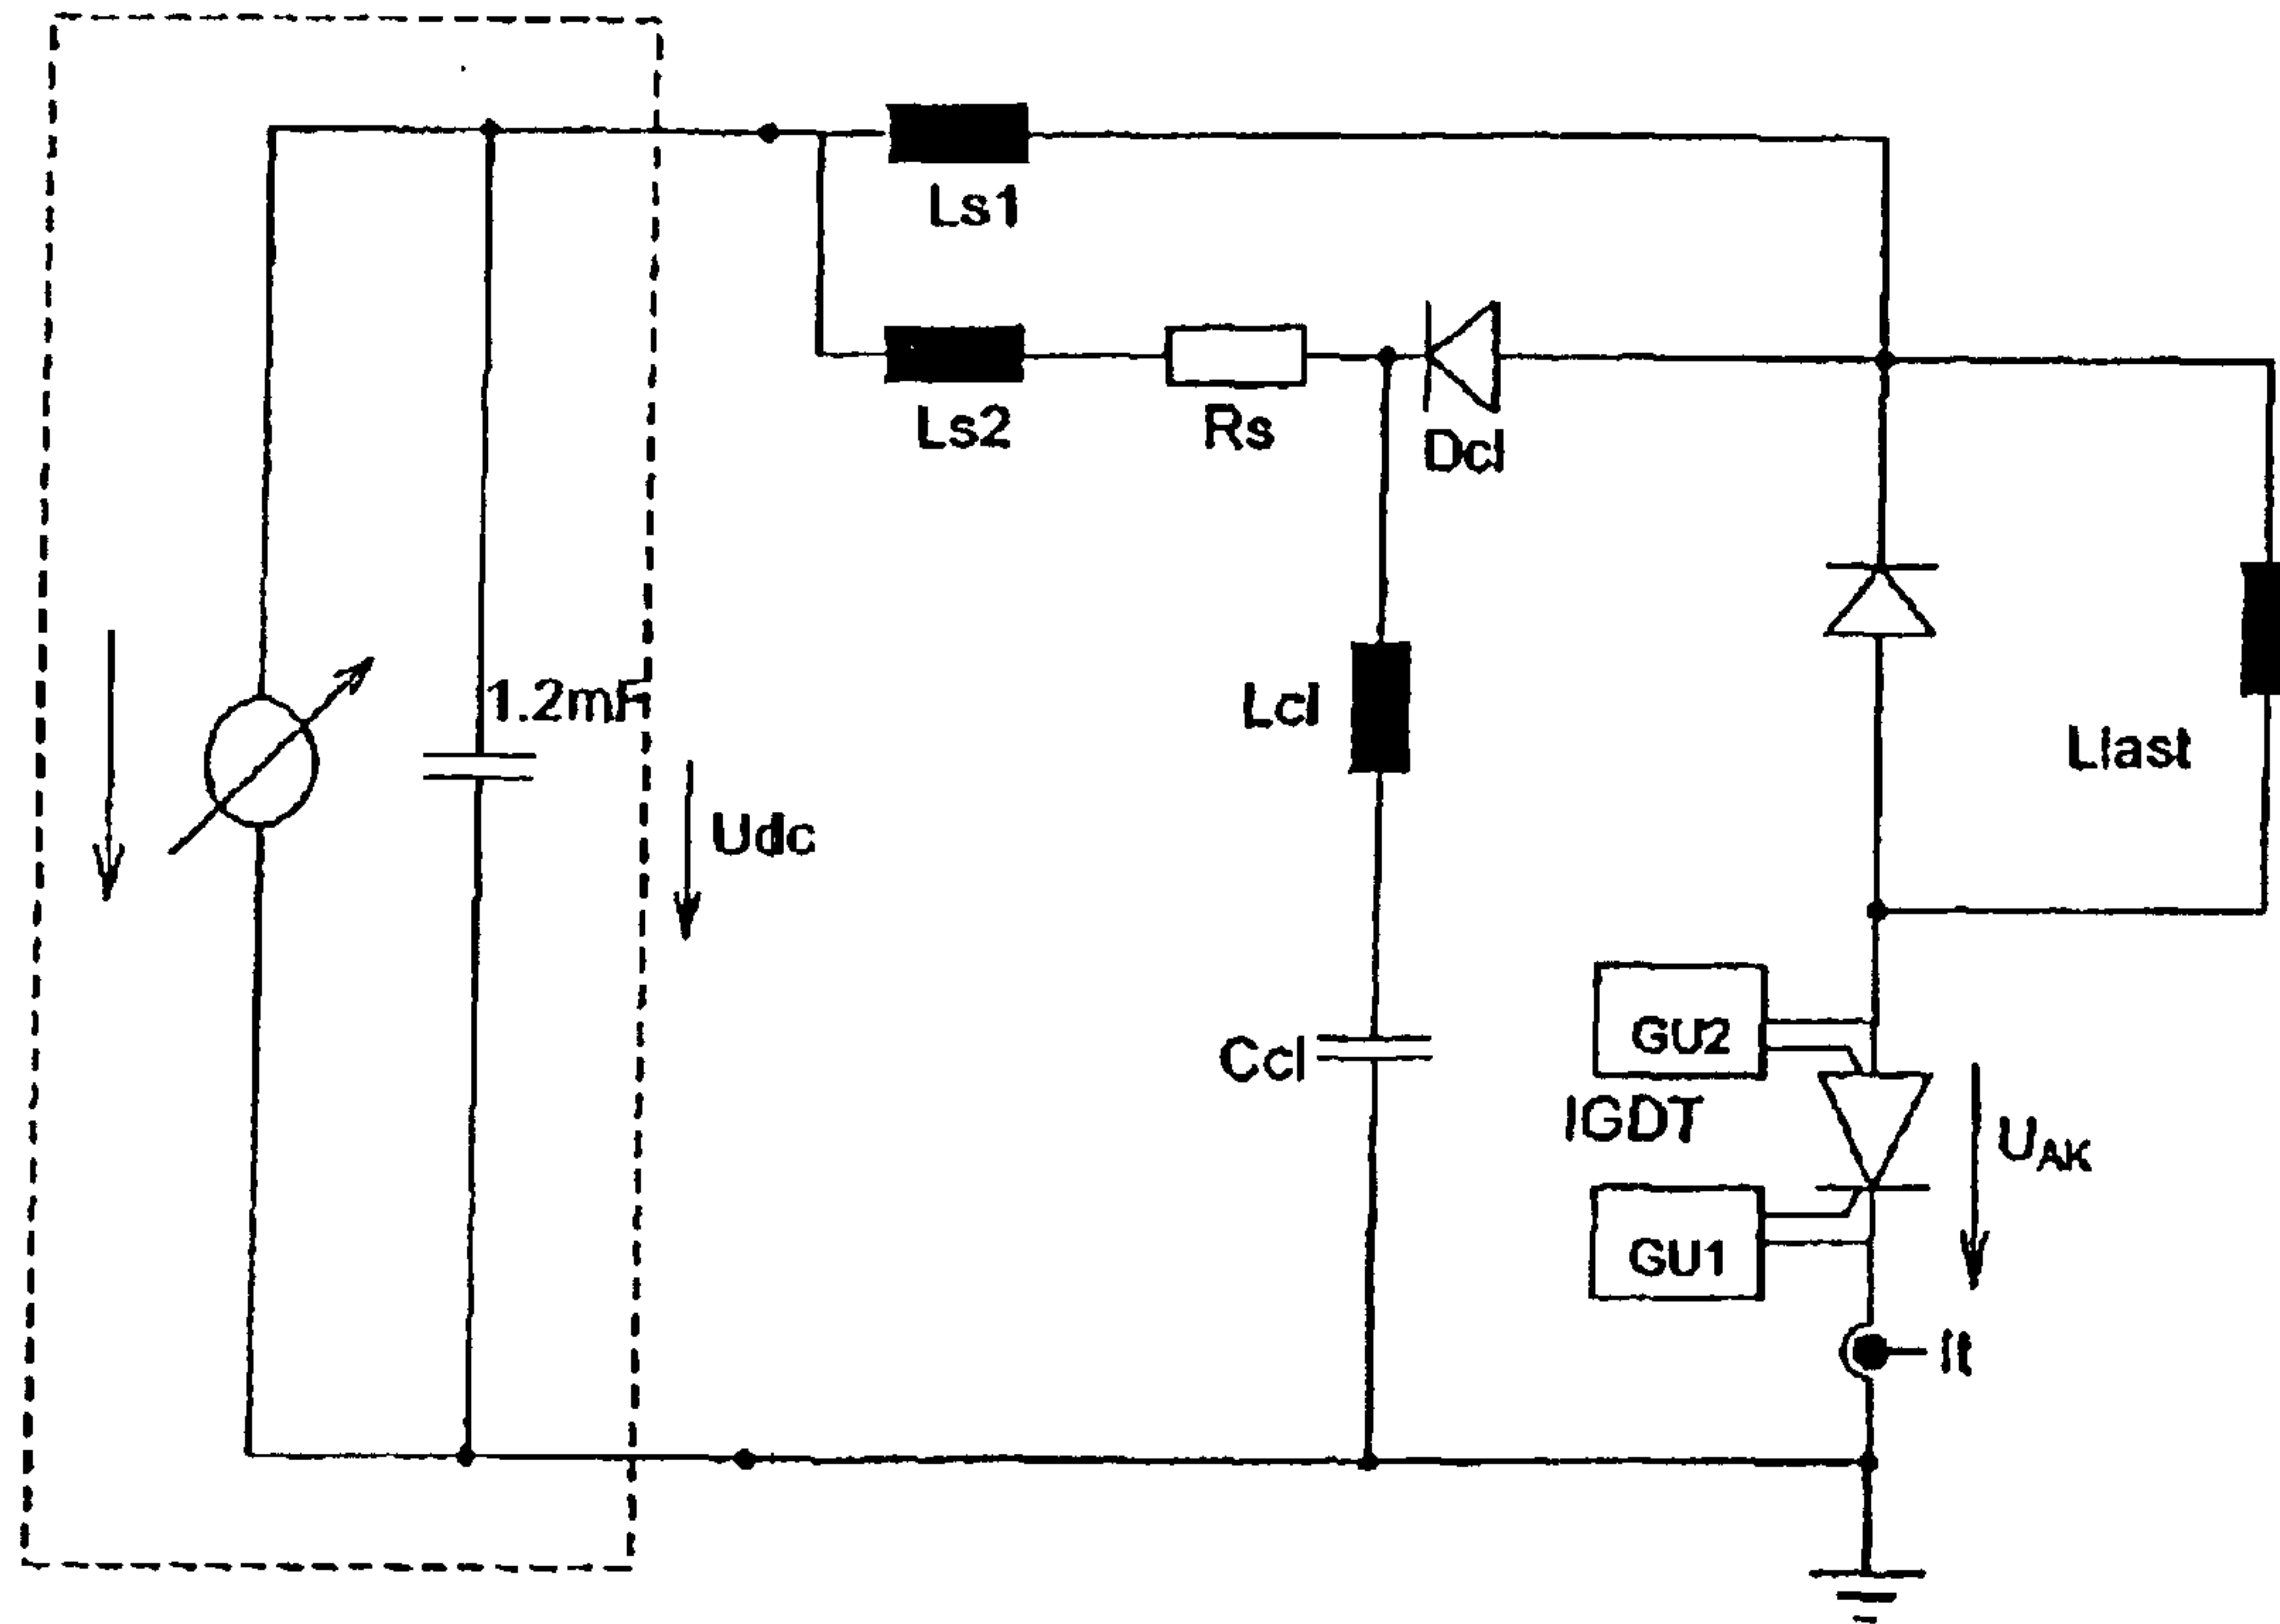 Ls1
Ls2
Rs
Dcl
1.2mF
Lcl
Llast
Udc
GU2
Ccl
IGDT
UAK
GU1
It